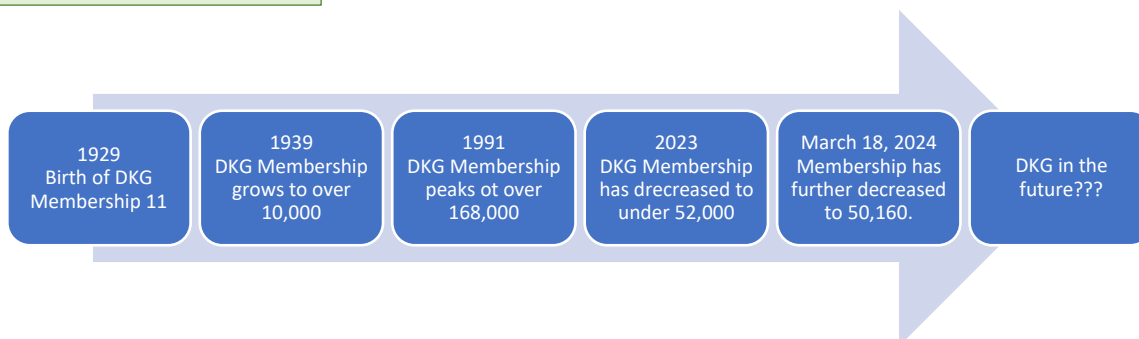 1929
Birth of DKG
Membership 11
1939
DKG Membership
grows to over
10,000
1991
DKG Membership
peaks ot over
168,000
2023
DKG Membership
has drecreased to
under 52,000
March 18, 2024
Membership has
further decreased
to 50,160.
DKG in the
future???